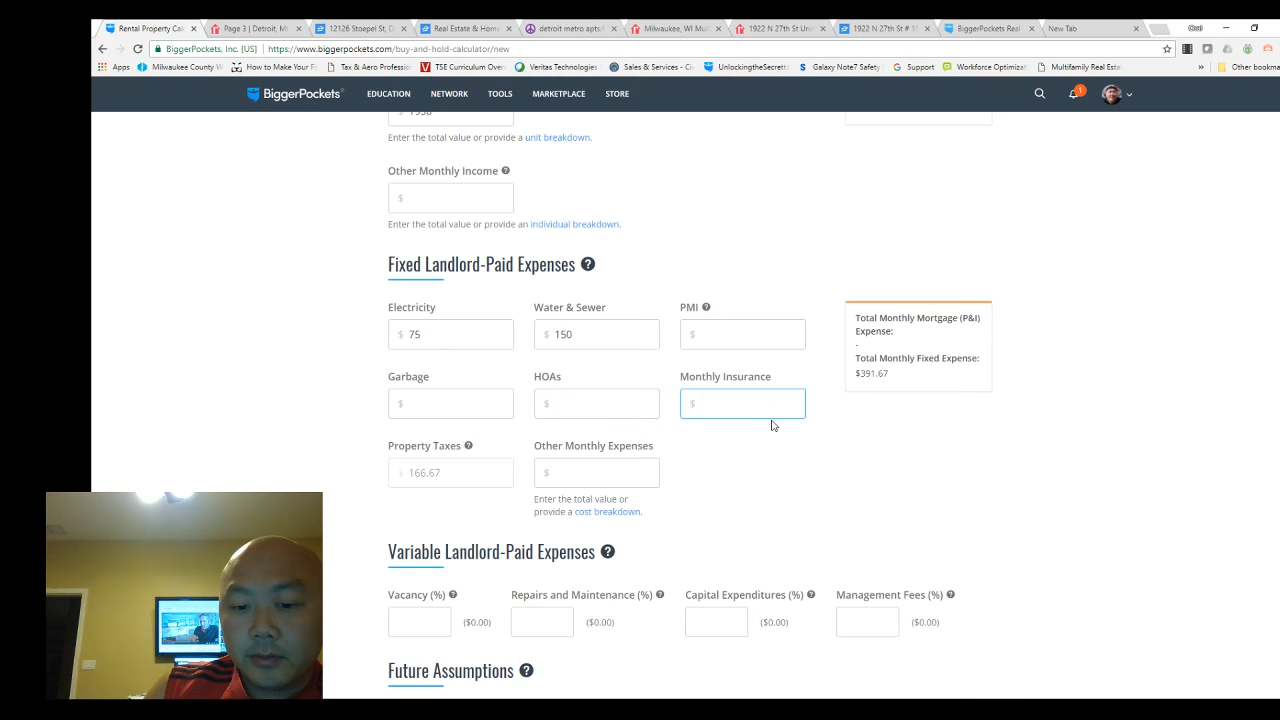 Rental Property Cal
Page 3 | Detroit, MI
12126 Stoepel St, D
Real Estate & Home
detroit metro apts/
Milwaukee, WI Mult
1922 N 27th St Uni
1922 N 27th St # M
BiggerPockets Real
New Tab
BiggerPockets, Inc. [US]
https://www.biggerpockets.com/buy-and-hold-calculator/new
Apps
Milwaukee County W
How to Make Your Fi
Tax & Aero Professio
TSE Curriculum Over
Veritas Technologies
Sales & Services - Civ
UnlockingtheSecrets
Galaxy Note7 Safety
Support
Workforce Optimizat
Multifamily Real Esta
»
Other bookma
BiggerPockets
EDUCATION
NETWORK
TOOLS
MARKETPLACE
STORE
1
Enter the total value or provide a unit breakdown.
Other Monthly Income ?
$
Enter the total value or provide an individual breakdown.
Fixed Landlord-Paid Expenses ?
Electricity
Water & Sewer
PMI ?
$ 75
$ 150
$
Total Monthly Mortgage (P&I)
Expense:
-
Total Monthly Fixed Expense:
$391.67
Garbage
HOAs
Monthly Insurance
$
$
$
Property Taxes ?
Other Monthly Expenses
$ 166.67
$
Enter the total value or
provide a cost breakdown.
Variable Landlord-Paid Expenses ?
Vacancy (%) ?
Repairs and Maintenance (%) ?
Capital Expenditures (%) ?
Management Fees (%) ?
($0.00)
($0.00)
($0.00)
($0.00)
Future Assumptions ?